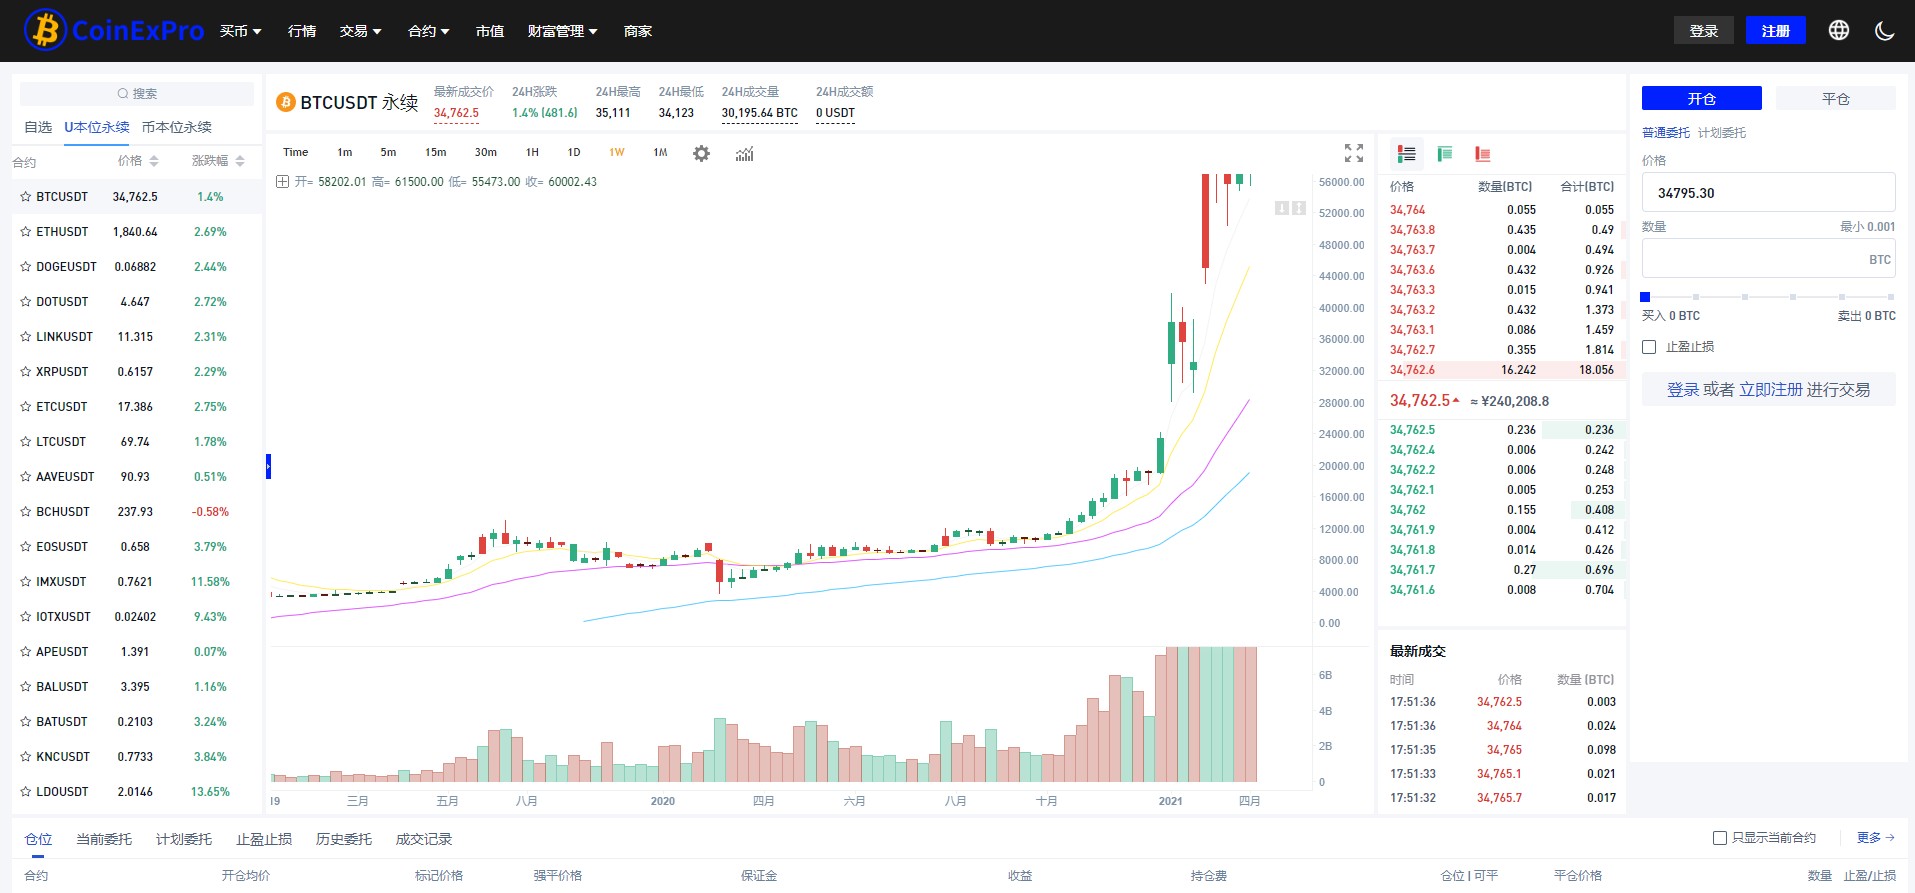 CoinExPro 买币 行情 交易 合约 市值 财富管理 商家 登录 注册
搜索
自选 U本位永续 币本位永续
合约 价格 涨跌幅
BTCUSDT 34,762.5 1.4%
ETHUSDT 1,840.64 2.69%
DOGEUSDT 0.06882 2.44%
DOTUSDT 4.647 2.72%
LINKUSDT 11.315 2.31%
XRPUSDT 0.6157 2.29%
ETCUSDT 17.386 2.75%
LTCUSDT 69.74 1.78%
AAVEUSDT 90.93 0.51%
BCHUSDT 237.93 -0.58%
EOSUSDT 0.658 3.79%
IMXUSDT 0.7621 11.58%
IOTXUSDT 0.02402 9.43%
APEUSDT 1.391 0.07%
BALUSDT 3.395 1.16%
BATUSDT 0.2103 3.24%
KNCUSDT 0.7733 3.84%
LDOUSDT 2.0146 13.65%
BTCUSDT 永续
最新成交价 24H涨跌 24H最高 24H最低 24H成交量 24H成交额
34,762.5 1.4% (481.6) 35,111 34,123 30,195.64 BTC 0 USDT
Time 1m 5m 15m 30m 1H 1D 1W 1M
开= 58202.01 高= 61500.00 低= 55473.00 收= 60002.43
56000.00
52000.00
48000.00
44000.00
40000.00
36000.00
32000.00
28000.00
24000.00
20000.00
16000.00
12000.00
8000.00
4000.00
0.00
6B
4B
2B
0
19 三月 五月 八月 2020 四月 六月 八月 十月 2021 四月
价格 数量(BTC) 合计(BTC)
34,764 0.055 0.055
34,763.8 0.435 0.49
34,763.7 0.004 0.494
34,763.6 0.432 0.926
34,763.3 0.015 0.941
34,763.2 0.432 1.373
34,763.1 0.086 1.459
34,762.7 0.355 1.814
34,762.6 16.242 18.056
34,762.5 ≈ ¥240,208.8
34,762.5 0.236 0.236
34,762.4 0.006 0.242
34,762.2 0.006 0.248
34,762.1 0.005 0.253
34,762 0.155 0.408
34,761.9 0.004 0.412
34,761.8 0.014 0.426
34,761.7 0.27 0.696
34,761.6 0.008 0.704
最新成交
时间 价格 数量 (BTC)
17:51:36 34,762.5 0.003
17:51:36 34,764 0.024
17:51:35 34,765 0.098
17:51:33 34,765.1 0.021
17:51:32 34,765.7 0.017
开仓 平仓
普通委托 计划委托
价格
34795.30
数量 最小 0.001
BTC
买入 0 BTC 卖出 0 BTC
止盈止损
登录 或者 立即注册 进行交易
仓位 当前委托 计划委托 止盈止损 历史委托 成交记录 只显示当前合约 更多
合约 开仓均价 标记价格 强平价格 保证金 收益 持仓费 仓位 | 可平 平仓价格 数量 止盈/止损